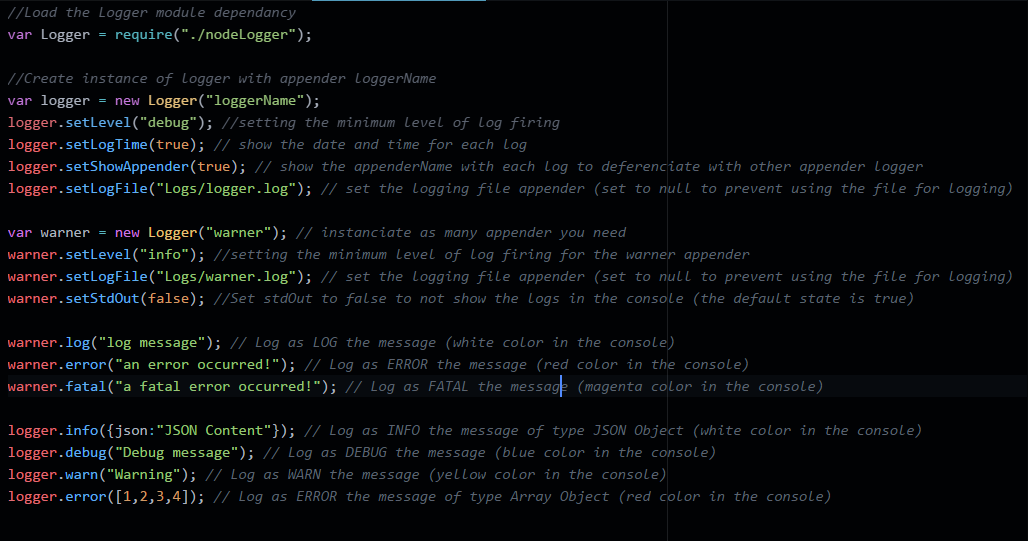 //Load the Logger module dependancy
var Logger = require("./nodeLogger");
//Create instance of logger with appender loggerName
var logger = new Logger("loggerName");
logger.setLevel("debug"); //setting the minimum level of log firing
logger.setLogTime(true); // show the date and time for each log
logger.setShowAppender(true); // show the appenderName with each log to deferenciate with other appender logger
logger.setLogFile("Logs/logger.log"); // set the logging file appender (set to null to prevent using the file for logging)
var warner = new Logger("warner"); // instanciate as many appender you need
warner.setLevel("info"); //setting the minimum level of log firing for the warner appender
warner.setLogFile("Logs/warner.log"); // set the logging file appender (set to null to prevent using the file for logging)
warner.setStdOut(false); //Set stdOut to false to not show the logs in the console (the default state is true)
warner.log("log message"); // Log as LOG the message (white color in the console)
warner.error("an error occurred!"); // Log as ERROR the message (red color in the console)
warner.fatal("a fatal error occurred!"); // Log as FATAL the message (magenta color in the console)
logger.info({json:"JSON Content"}); // Log as INFO the message of type JSON Object (white color in the console)
logger.debug("Debug message"); // Log as DEBUG the message (blue color in the console)
logger.warn("Warning"); // Log as WARN the message (yellow color in the console)
logger.error([1,2,3,4]); // Log as ERROR the message of type Array Object (red color in the console)